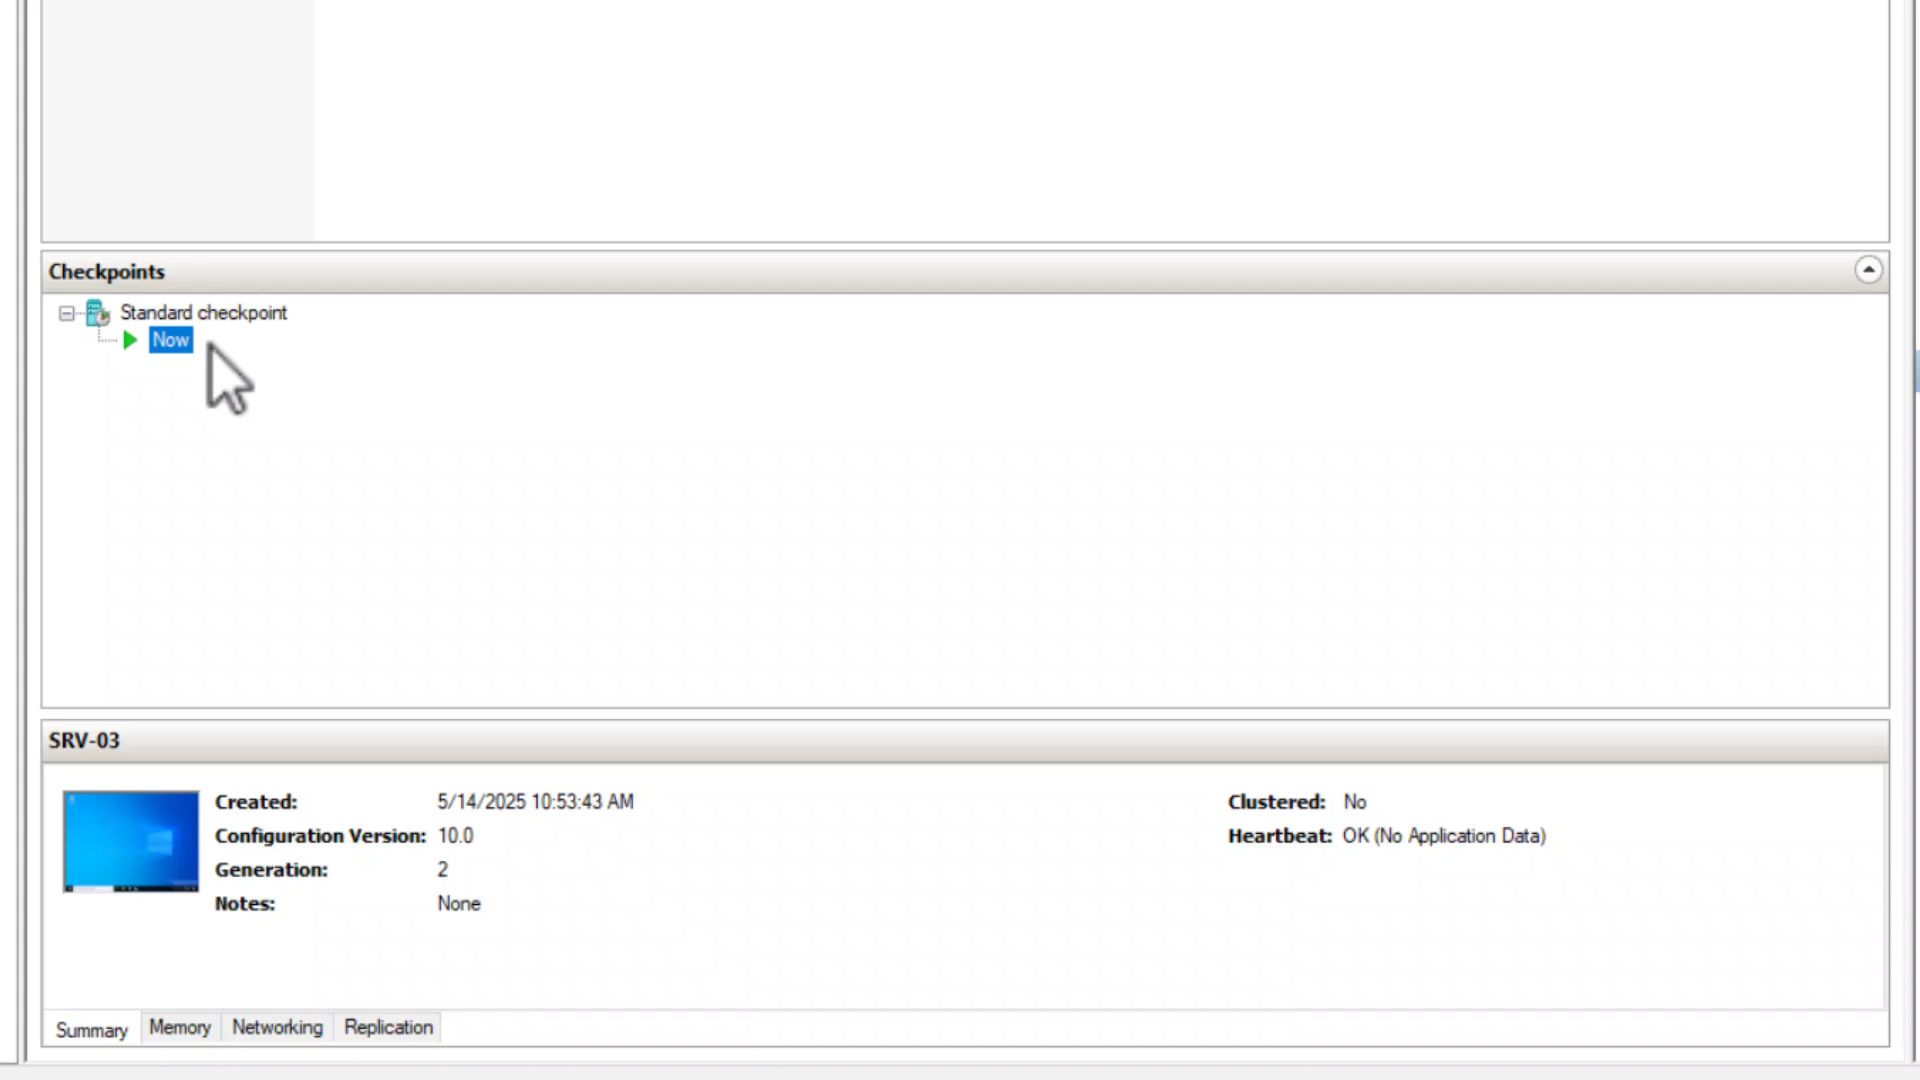 Checkpoints
Standard checkpoint
Now
SRV-03
Created: 5/14/2025 10:53:43 AM Clustered: No
Configuration Version: 10.0 Heartbeat: OK (No Application Data)
Generation: 2
Notes: None
Summary Memory Networking Replication